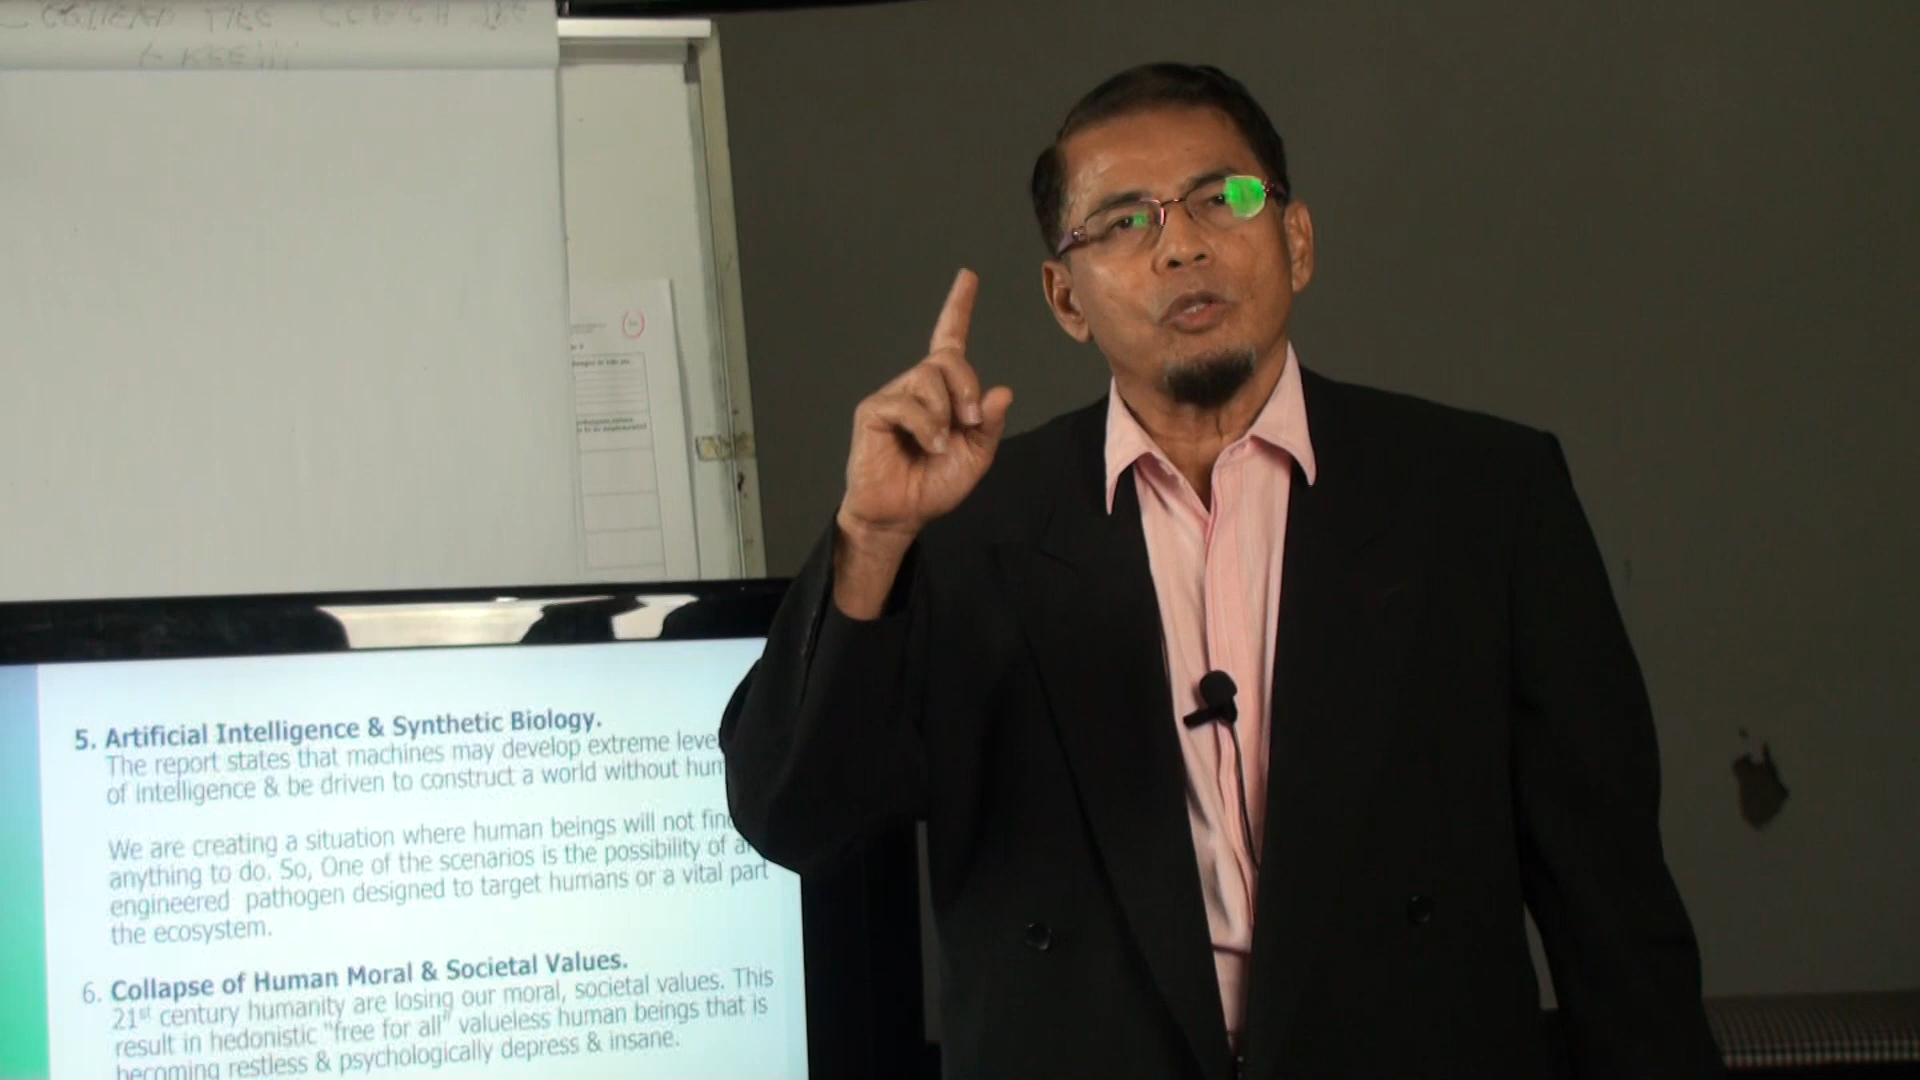 5. Artificial Intelligence & Synthetic Biology.
The report states that machines may develop extreme leve
of intelligence & be driven to construct a world without hum
We are creating a situation where human beings will not find
anything to do. So, One of the scenarios is the possibility of an
engineered pathogen designed to target humans or a vital part
the ecosystem.
6. Collapse of Human Moral & Societal Values.
21st century humanity are losing our moral, societal values. This
result in hedonistic "free for all" valueless human beings that is
becoming restless & psychologically depress & insane.